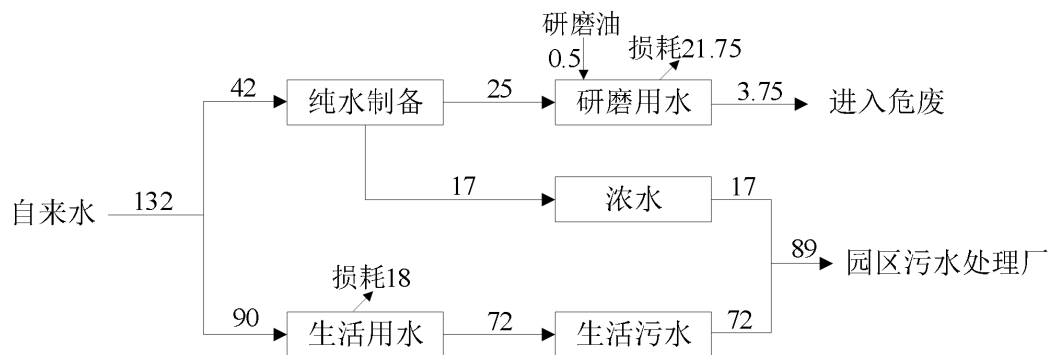 研磨油
0.5
损耗21.75
42
纯水制备
25
研磨用水
3.75
进入危废
自来水
132
17
浓水
17
89
园区污水处理厂
损耗18
90
生活用水
72
生活污水
72